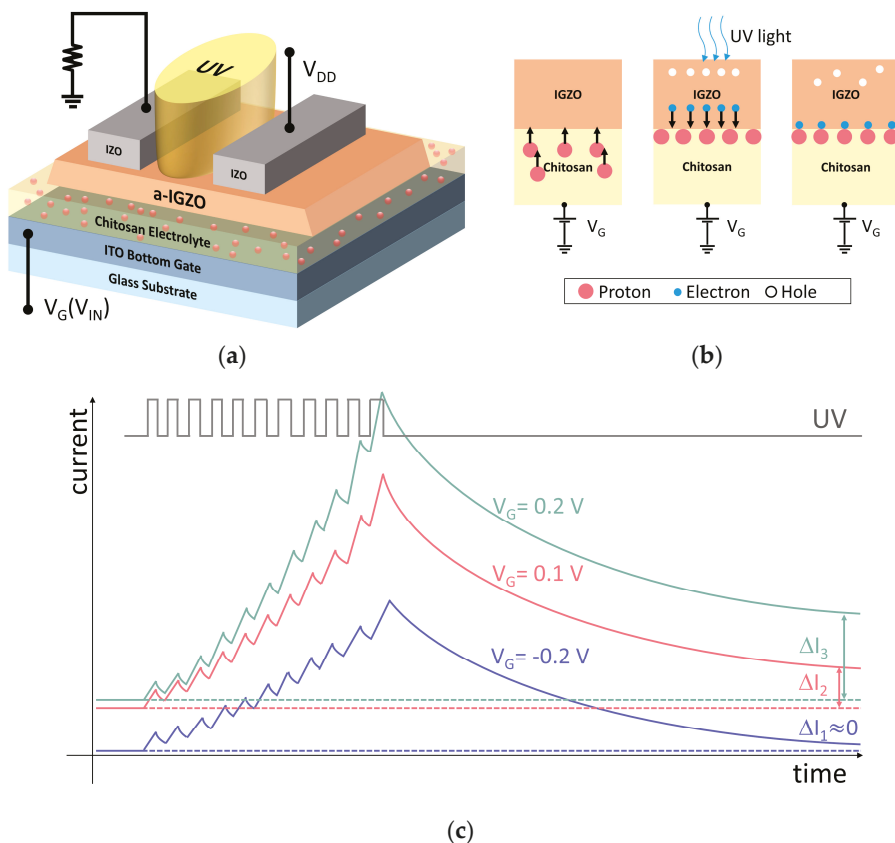 UV
V_DD
IZO
IZO
a-IGZO
Chitosan Electrolyte
ITO Bottom Gate
Glass Substrate
V_G(V_IN)
(a)
UV light
IGZO
IGZO
IGZO
Chitosan
Chitosan
Chitosan
V_G
V_G
V_G
Proton Electron Hole
(b)
current
UV
V_G= 0.2 V
V_G= 0.1 V
V_G= -0.2 V
ΔI_3
ΔI_2
ΔI_1≈0
time
(c)